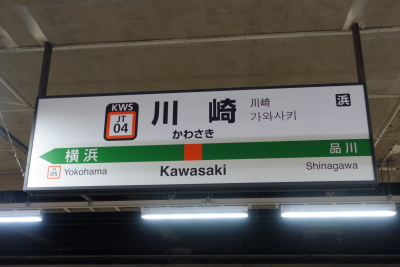 KWS
JT
04
川崎
かわさき
川崎
가와사키
浜
横浜
品川
JT
05
Yokohama
Kawasaki
Shinagawa